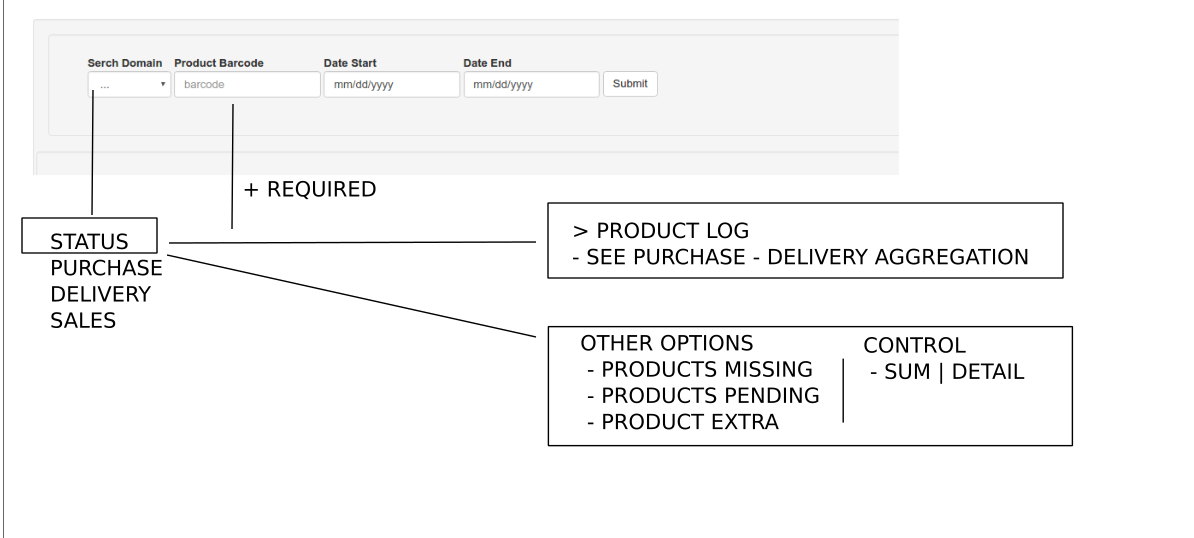 Serch Domain Product Barcode Date Start Date End
... barcode mm/dd/yyyy mm/dd/yyyy Submit
+ REQUIRED
STATUS
PURCHASE
DELIVERY
SALES
> PRODUCT LOG
- SEE PURCHASE - DELIVERY AGGREGATION
OTHER OPTIONS
- PRODUCTS MISSING
- PRODUCTS PENDING
- PRODUCT EXTRA
CONTROL
- SUM | DETAIL